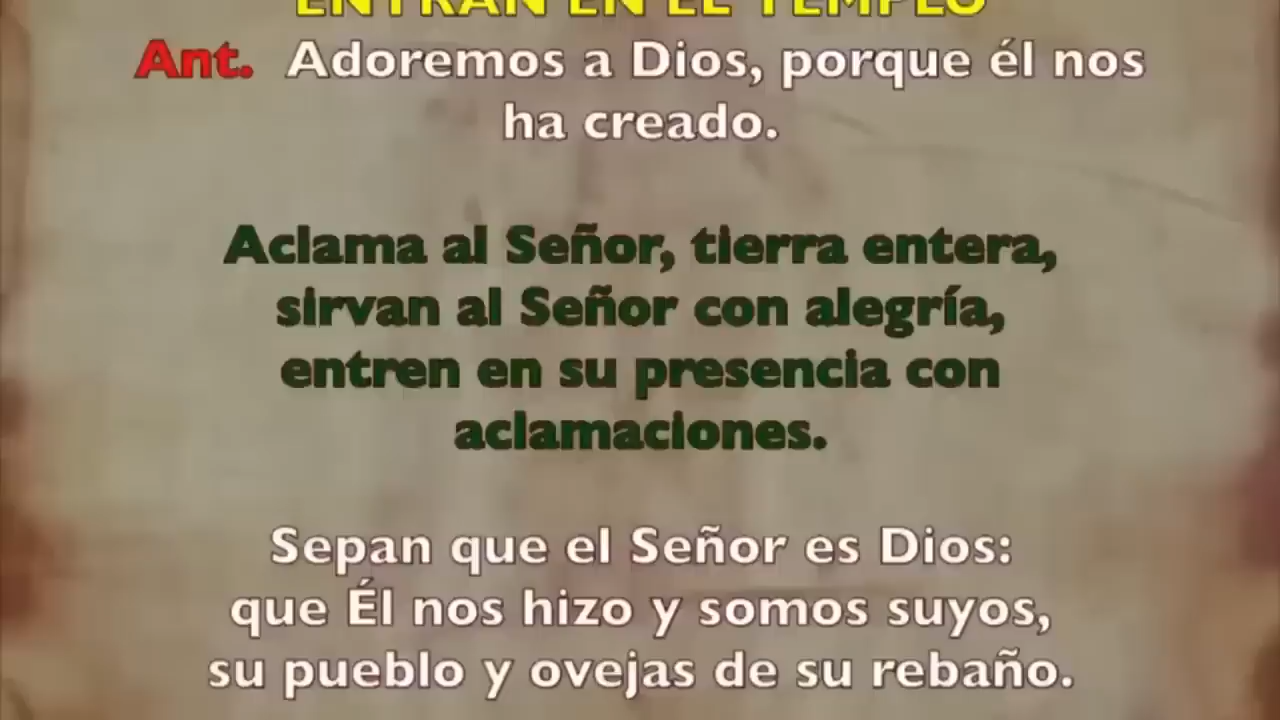 ENTRAN EN EL TEMPLO
Ant. Adoremos a Dios, porque él nos
ha creado.
Aclama al Señor, tierra entera,
sirvan al Señor con alegría,
entren en su presencia con
aclamaciones.
Sepan que el Señor es Dios:
que Él nos hizo y somos suyos,
su pueblo y ovejas de su rebaño.